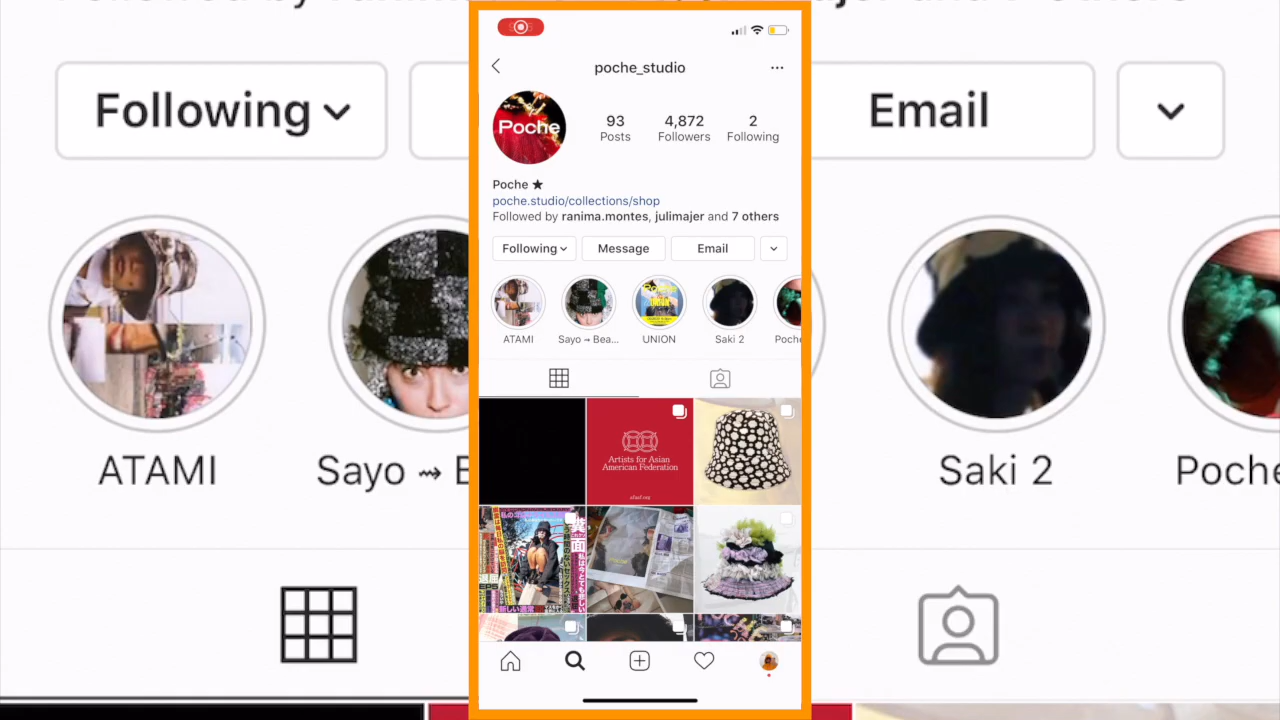 Following
Email
ATAMI
Sayo ⇝ B
Saki 2
Poche
poche_studio
Poche
93
Posts
4,872
Followers
2
Following
Poche ★
poche.studio/collections/shop
Followed by ranima.montes, julimajer and 7 others
Following
Message
Email
ATAMI
Sayo ⇝ Bea...
UNION
Saki 2
Poche
Artists for Asian
American Federation